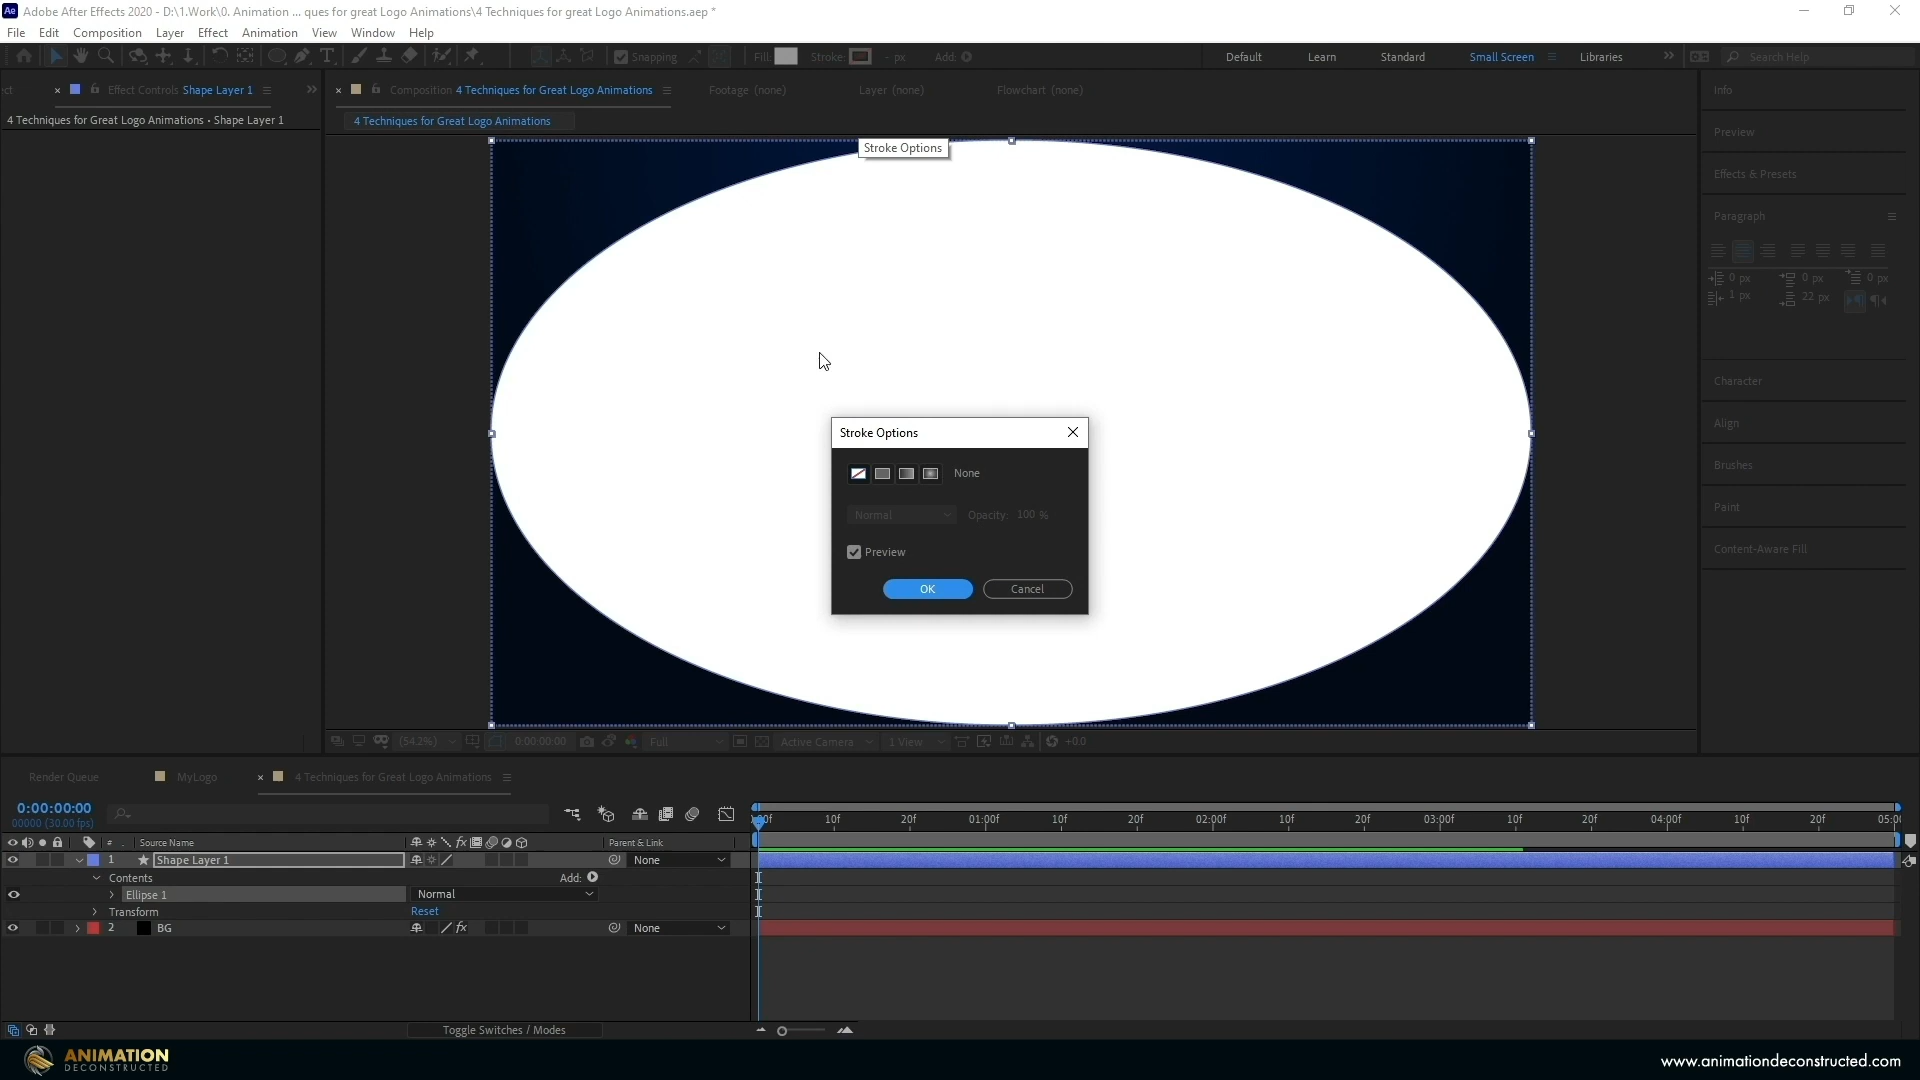 Adobe After Effects 2020 - D:\1.Work\0. Animation ... ques for great Logo Animations\4 Techniques for great Logo Animations.aep *
File Edit Composition Layer Effect Animation View Window Help
Snapping Fill: Stroke: - px Add: Default Learn Standard Small Screen Libraries Search Help
ct Effect Controls Shape Layer 1 Composition 4 Techniques for Great Logo Animations Footage (none) Layer (none) Flowchart (none) Info
4 Techniques for Great Logo Animations • Shape Layer 1 4 Techniques for Great Logo Animations
Preview
Stroke Options
Effects & Presets
Paragraph
0 px 0 px 0 px
1 px 22 px
Character
Align
Stroke Options
Brushes
None
Paint
Normal Opacity: 100 %
Content-Aware Fill
Preview
OK Cancel
(54.2%) 0:00:00:00 Full Active Camera 1 View +0.0
Render Queue MyLogo 4 Techniques for Great Logo Animations
0:00:00:00
00000 (30.00 fps)
:00f 10f 20f 01:00f 10f 20f 02:00f 10f 20f 03:00f 10f 20f 04:00f 10f 20f 05:00
# . Source Name fx Parent & Link
1 Shape Layer 1 None
Contents Add:
Ellipse 1 Normal
Transform Reset
2 BG fx None
Toggle Switches / Modes
ANIMATION
DECONSTRUCTED
www.animationdeconstructed.com